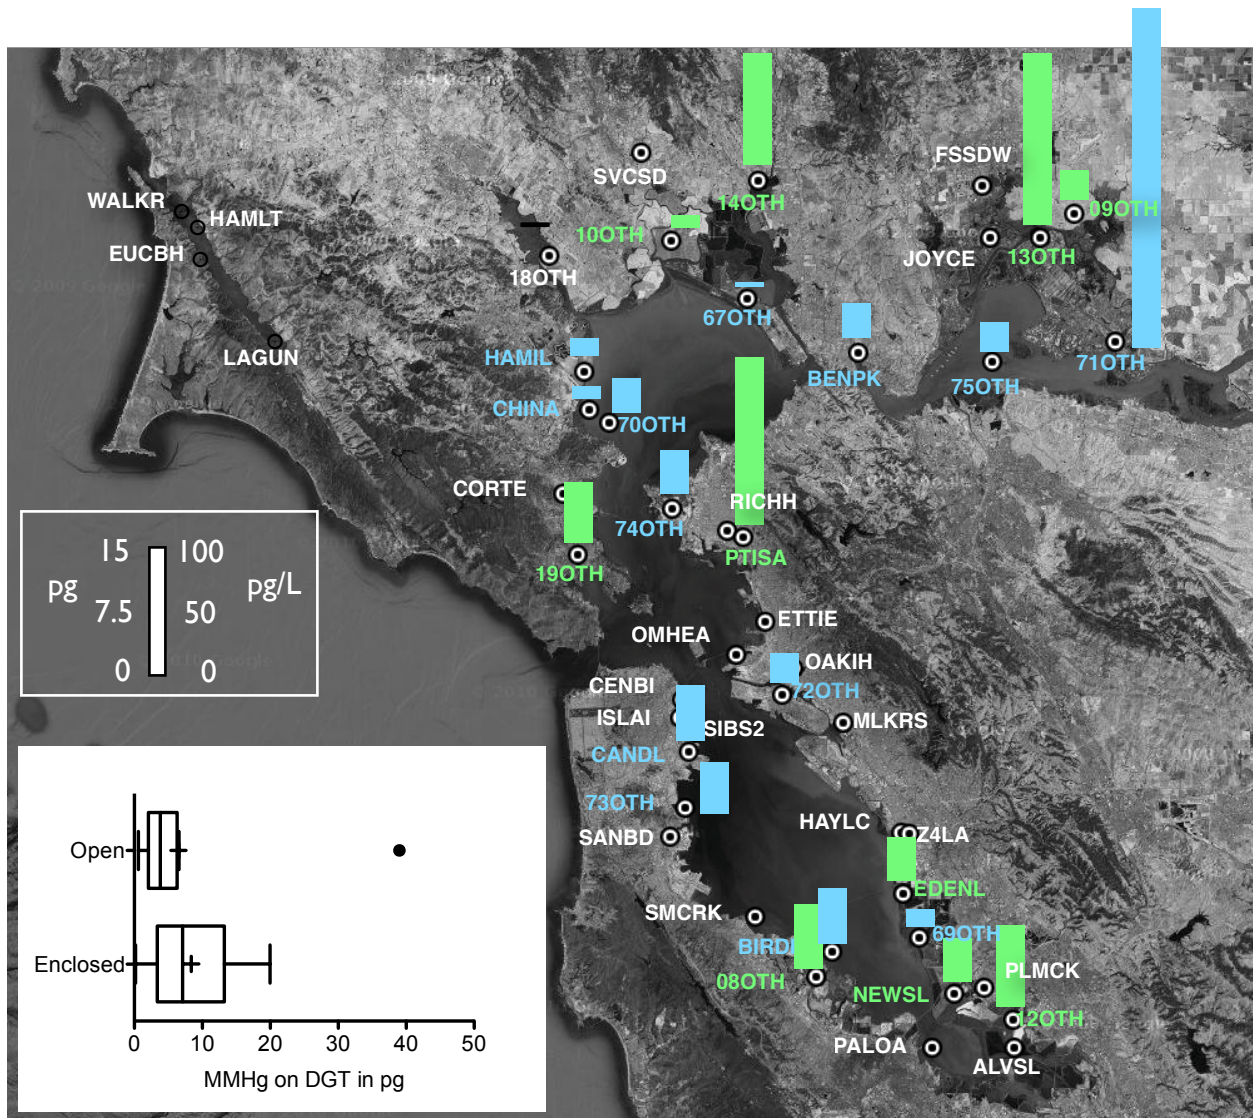 FSSDW
SVCSD
WALKR
14OTH
HAMLT
09OTH
10OTH
EUCBH
18OTH
JOYCE
13OTH
© 2009 Google
67OTH
LAGUN
HAMIL
BENPK
75OTH
71OTH
CHINA
70OTH
CORTE
RICHH
74OTH
PTISA
19OTH
15 100
pg pg/L
7.5 50
0 0
ETTIE
OMHEA
OAKIH
CENBI
72OTH
ISLAI
SIBS2
MLKRS
CANDL
73OTH
HAYLC
Z4LA
SANBD
EDENL
SMCRK
69OTH
BIRDI
PLMCK
08OTH
NEWSL
12OTH
PALOA
ALVSL
Open
Enclosed
0 10 20 30 40 50
MMHg on DGT in pg